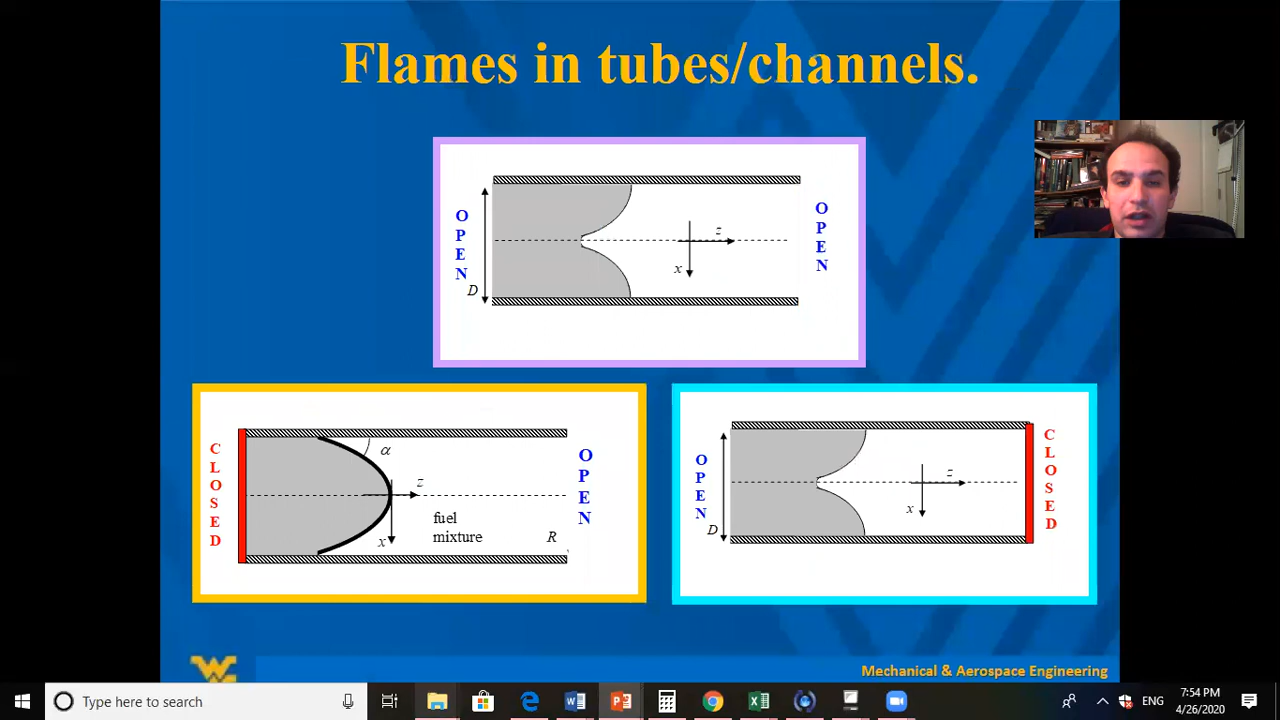 Flames in tubes/channels.
OPEN
D
z
x
OPEN
CLOSED
α
z
x
fuel
mixture
R
OPEN
OPEN
D
z
x
CLOSED
Mechanical & Aerospace Engineering
Type here to search
ENG
7:54 PM
4/26/2020